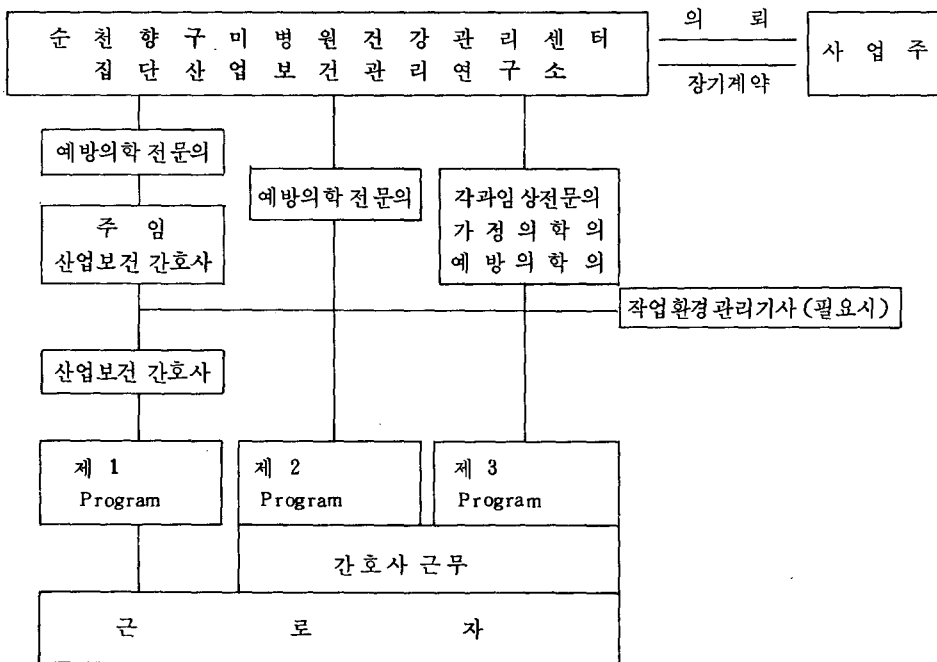 순천향구미병원건강관리센터
집단산업보건관리연구소
의 뢰
장기계약
사 업 주
예방의학 전문의
주 임
산업보건 간호사
예방의학 전문의
각과임상전문의
가 정 의 학 의
예 방 의 학 의
작업환경관리기사 (필요시)
산업보건 간호사
제 1
Program
제 2
Program
제 3
Program
간호사 근무
근 로 자